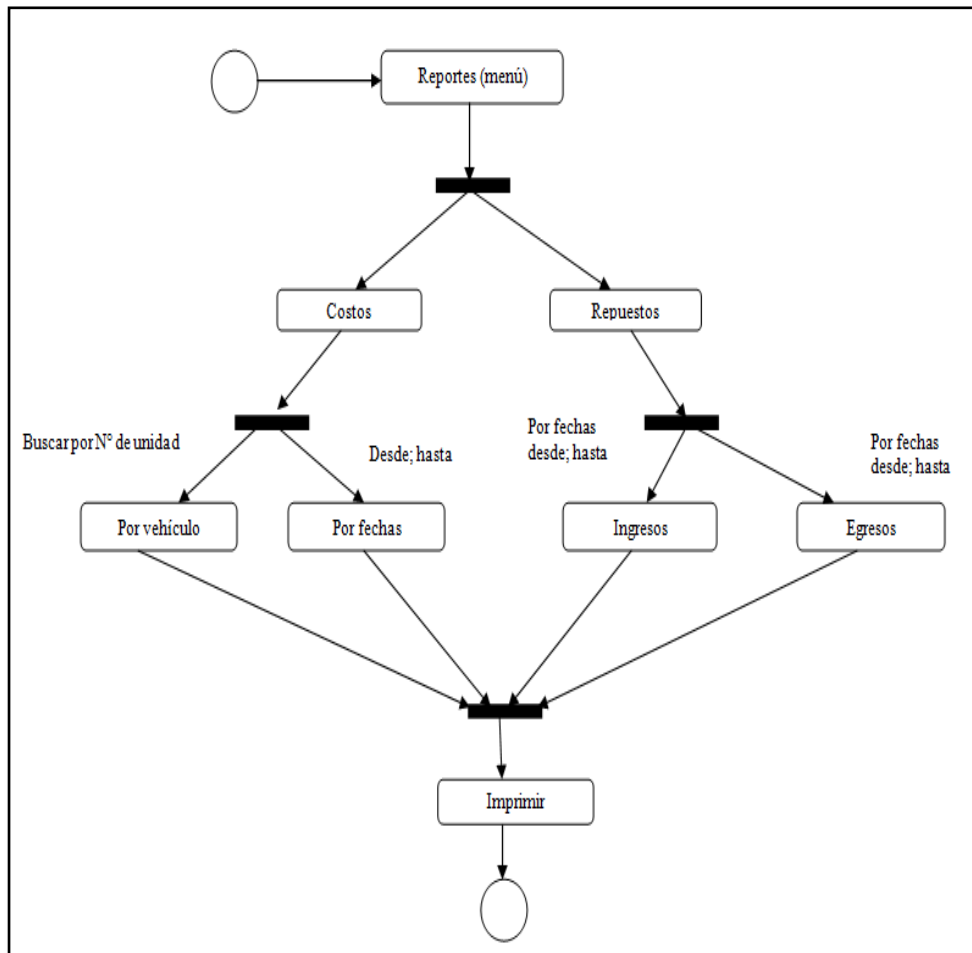 Reportes (menú)
Costos
Repuestos
Buscar por N° de unidad
Desde; hasta
Por fechas
desde; hasta
Por fechas
desde; hasta
Por vehículo
Por fechas
Ingresos
Egresos
Imprimir